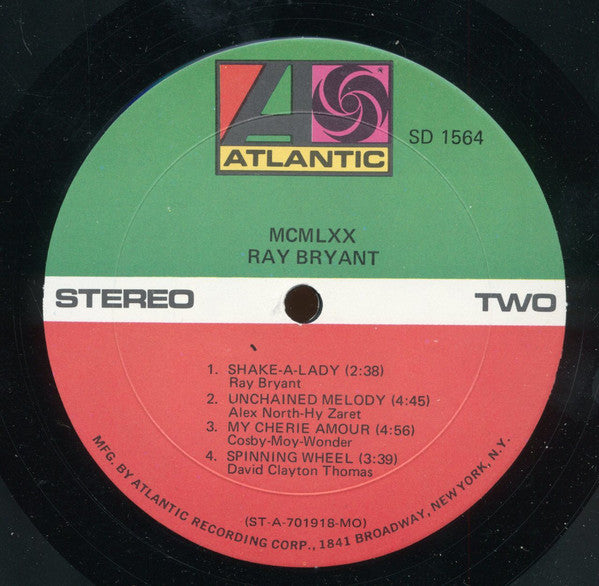 ATLANTIC
SD 1564
MCMLXX
RAY BRYANT
STEREO
TWO
1. SHAKE-A-LADY (2:38)
Ray Bryant
2. UNCHAINED MELODY (4:45)
Alex North-Hy Zaret
3. MY CHERIE AMOUR (4:56)
Cosby-Moy-Wonder
4. SPINNING WHEEL (3:39)
David Clayton Thomas
(ST-A-701918-MO)
MFG. BY ATLANTIC RECORDING CORP., 1841 BROADWAY, NEW YORK, N.Y.